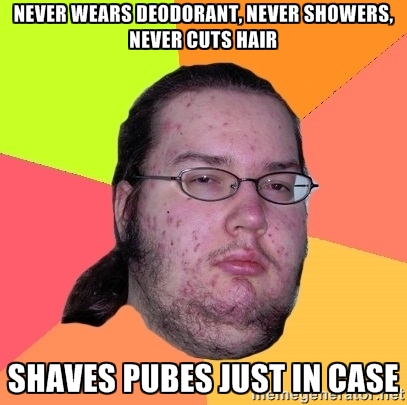 NEVER WEARS DEODORANT, NEVER SHOWERS,
NEVER CUTS HAIR
SHAVES PUBES JUST IN CASE
memegenerator.net